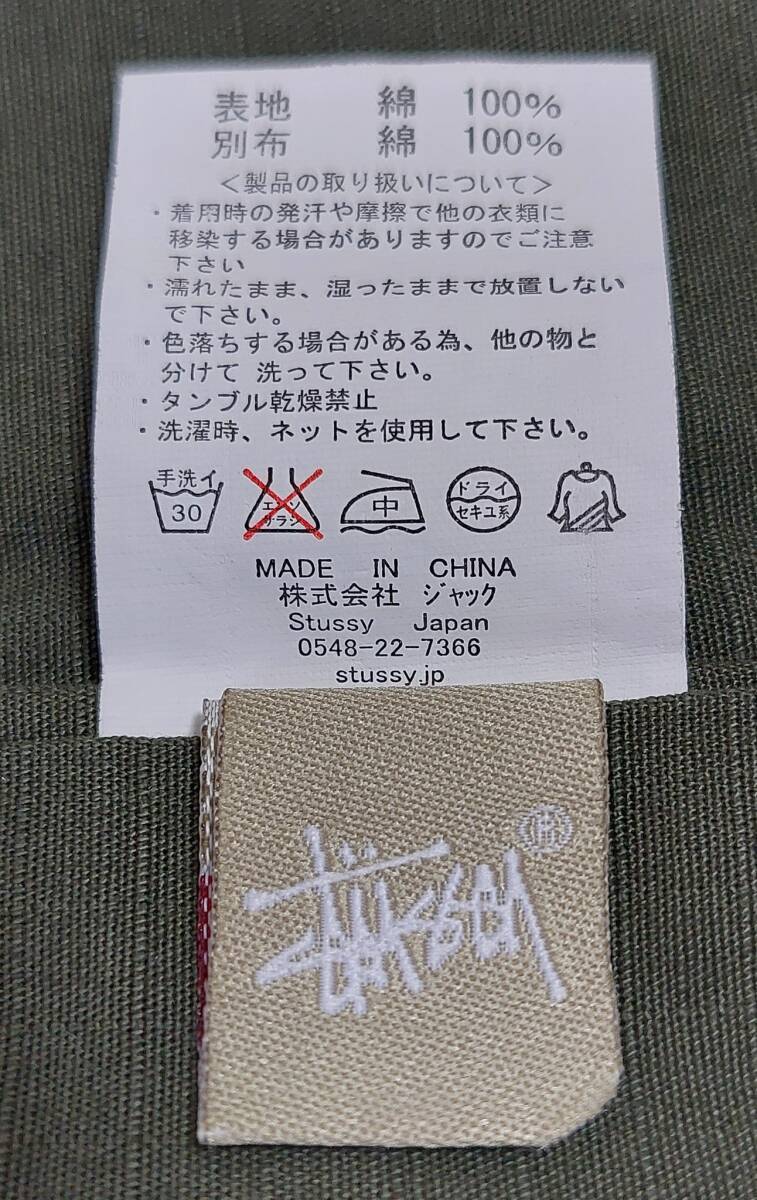 表地 綿 100%
別布 綿 100%
＜製品の取り扱いについて＞
・着用時の発汗や摩擦で他の衣類に
移染する場合がありますのでご注意
下さい
・濡れたまま、湿ったままで放置しない
で下さい。
・色落ちする場合がある為、他の物と
分けて 洗って下さい。
・タンブル乾燥禁止
・洗濯時、ネットを使用して下さい。
手洗イ
30
エンソ
サラシ
中
ドライ
セキユ系
MADE IN CHINA
株式会社 ジャック
Stussy Japan
0548-22-7366
stussy.jp
Stüssy ®